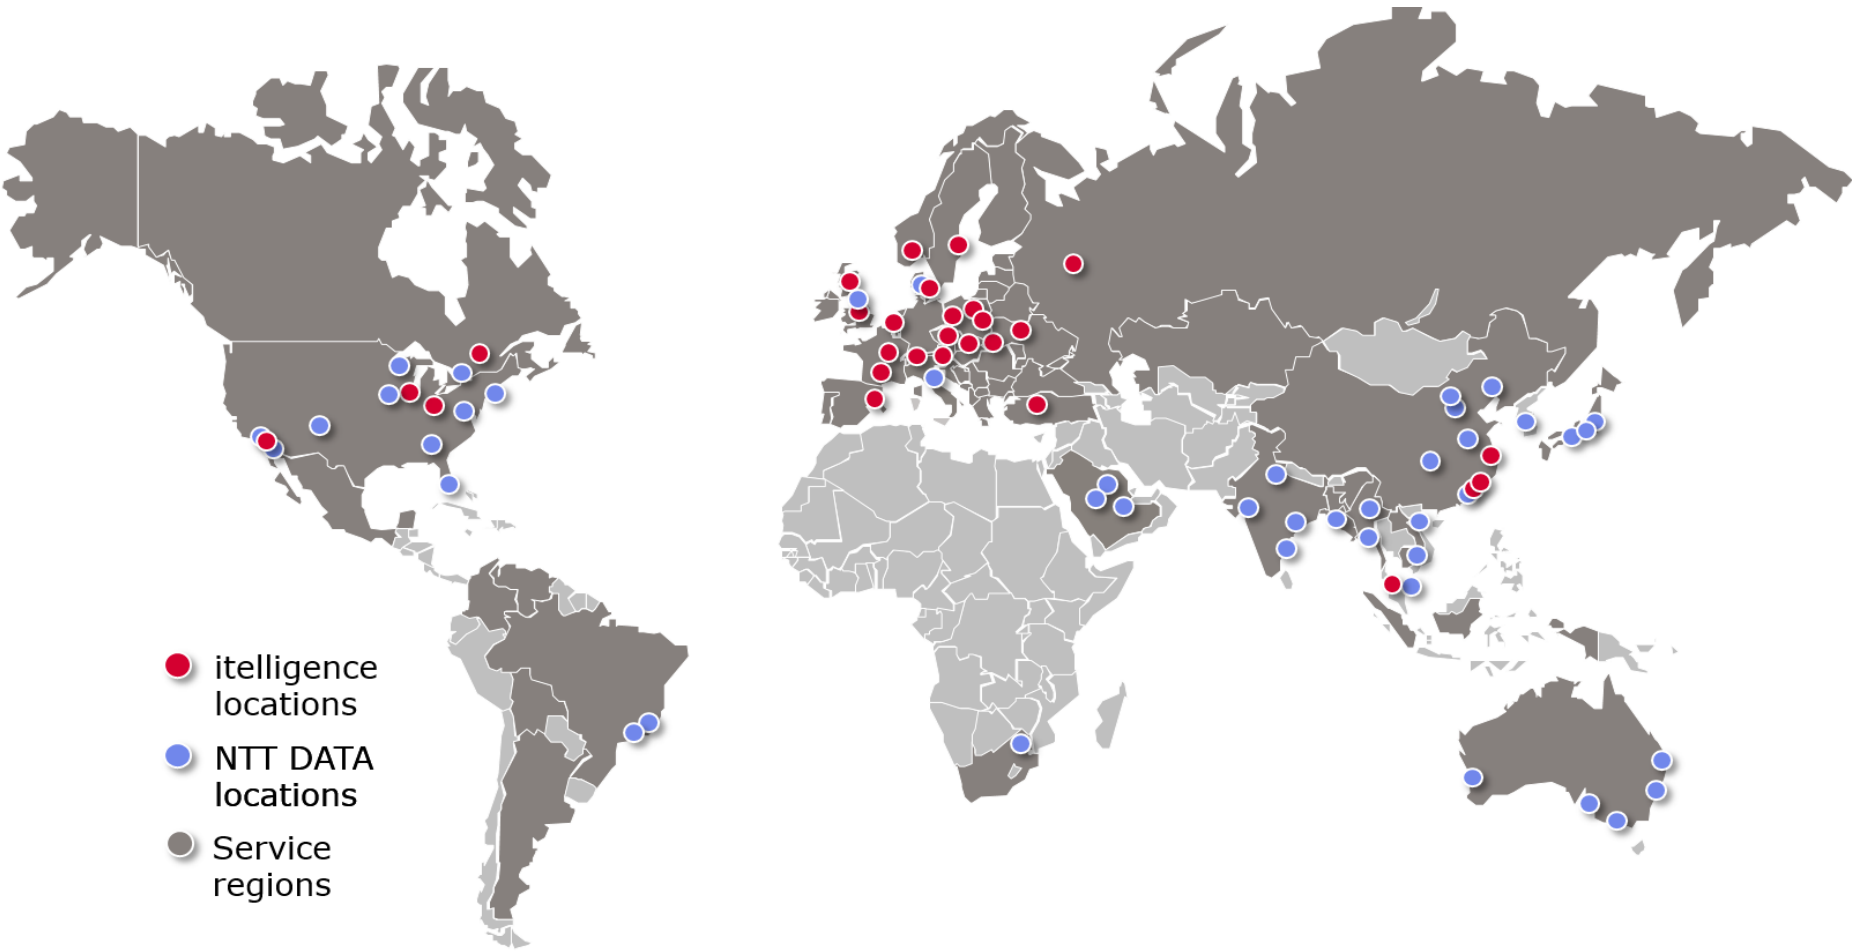 itelligence
locations
NTT DATA
locations
Service
regions